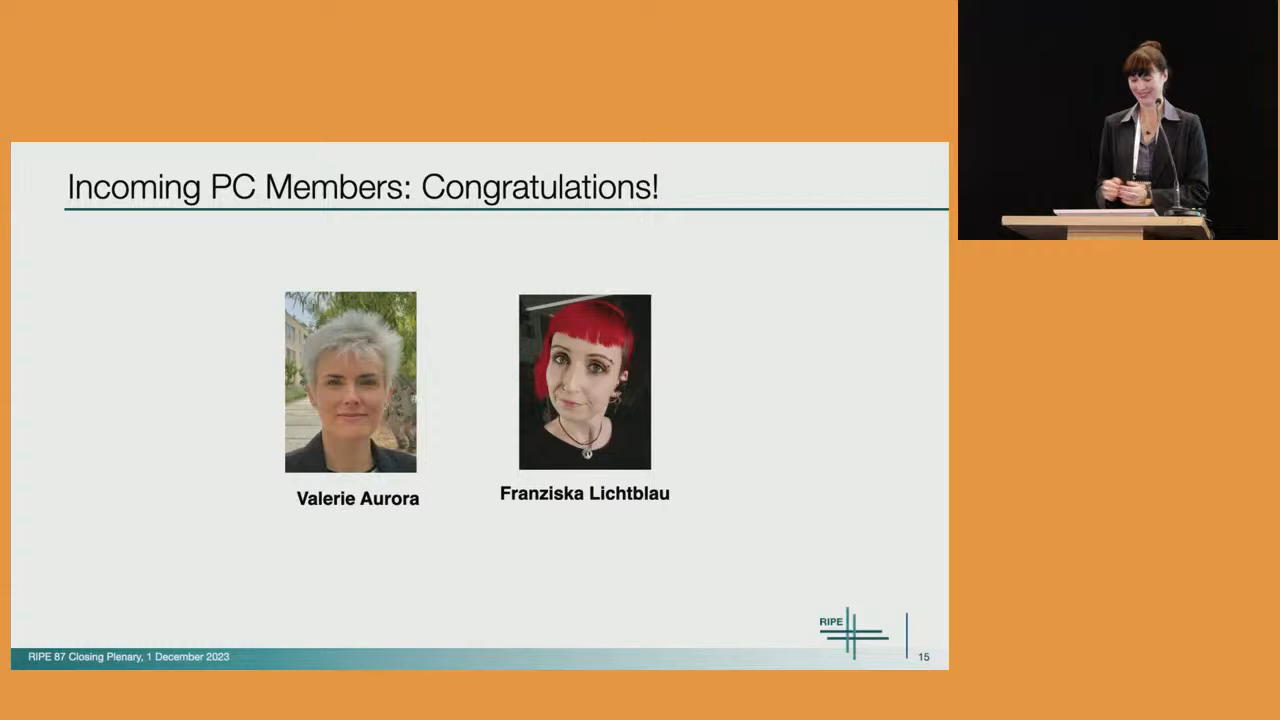 Incoming PC Members: Congratulations!
Valerie Aurora
Franziska Lichtblau
RIPE
RIPE 87 Closing Plenary, 1 December 2023
15